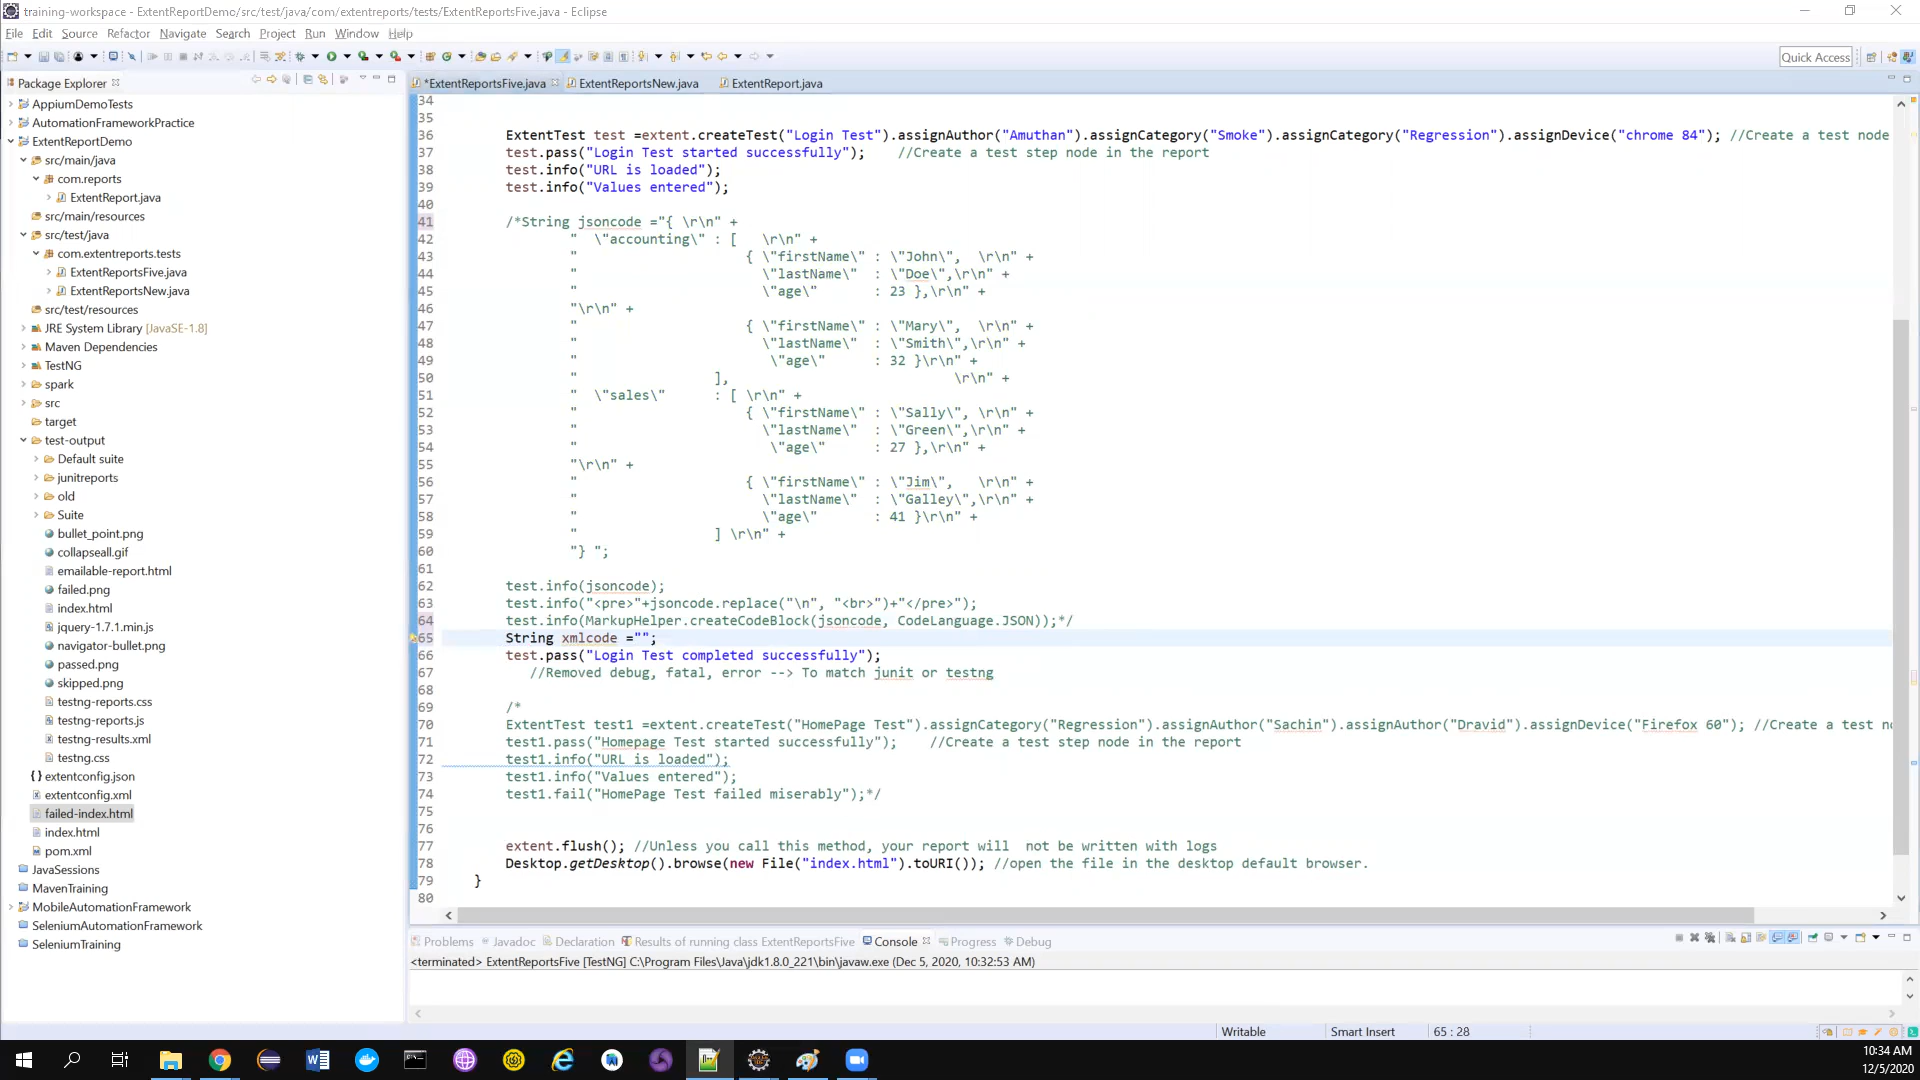 training-workspace - ExtentReportDemo/src/test/java/com/extentreports/tests/ExtentReportsFive.java - Eclipse
File Edit Source Refactor Navigate Search Project Run Window Help
Quick Access
Package Explorer
*ExtentReportsFive.java ExtentReportsNew.java ExtentReport.java
AppiumDemoTests
AutomationFrameworkPractice
ExtentReportDemo
src/main/java
com.reports
ExtentReport.java
src/main/resources
src/test/java
com.extentreports.tests
ExtentReportsFive.java
ExtentReportsNew.java
src/test/resources
JRE System Library [JavaSE-1.8]
Maven Dependencies
TestNG
spark
src
target
test-output
Default suite
junitreports
old
Suite
bullet_point.png
collapseall.gif
emailable-report.html
failed.png
index.html
jquery-1.7.1.min.js
navigator-bullet.png
passed.png
skipped.png
testng-reports.css
testng-reports.js
testng-results.xml
testng.css
extentconfig.json
extentconfig.xml
failed-index.html
index.html
pom.xml
JavaSessions
MavenTraining
MobileAutomationFramework
SeleniumAutomationFramework
SeleniumTraining
34
35
36 ExtentTest test =extent.createTest("Login Test").assignAuthor("Amuthan").assignCategory("Smoke").assignCategory("Regression").assignDevice("chrome 84"); //Create a test node
37 test.pass("Login Test started successfully"); //Create a test step node in the report
38 test.info("URL is loaded");
39 test.info("Values entered");
40
41 /*String jsoncode ="{ \r\n" +
42 " \"accounting\" : [ \r\n" +
43 " { \"firstName\" : \"John\", \r\n" +
44 " \"lastName\" : \"Doe\",\r\n" +
45 " \"age\" : 23 },\r\n" +
46 "\r\n" +
47 " { \"firstName\" : \"Mary\", \r\n" +
48 " \"lastName\" : \"Smith\",\r\n" +
49 " \"age\" : 32 }\r\n" +
50 " ], \r\n" +
51 " \"sales\" : [ \r\n" +
52 " { \"firstName\" : \"Sally\", \r\n" +
53 " \"lastName\" : \"Green\",\r\n" +
54 " \"age\" : 27 },\r\n" +
55 "\r\n" +
56 " { \"firstName\" : \"Jim\", \r\n" +
57 " \"lastName\" : \"Galley\",\r\n" +
58 " \"age\" : 41 }\r\n" +
59 " ] \r\n" +
60 "} ";
61
62 test.info(jsoncode);
63 test.info("<pre>"+jsoncode.replace("\n", "<br>")+"</pre>");
64 test.info(MarkupHelper.createCodeBlock(jsoncode, CodeLanguage.JSON));*/
65 String xmlcode ="";
66 test.pass("Login Test completed successfully");
67 //Removed debug, fatal, error --> To match junit or testng
68
69 /*
70 ExtentTest test1 =extent.createTest("HomePage Test").assignCategory("Regression").assignAuthor("Sachin").assignAuthor("Dravid").assignDevice("Firefox 60"); //Create a test no
71 test1.pass("Homepage Test started successfully"); //Create a test step node in the report
72 test1.info("URL is loaded");
73 test1.info("Values entered");
74 test1.fail("HomePage Test failed miserably");*/
75
76
77 extent.flush(); //Unless you call this method, your report will not be written with logs
78 Desktop.getDesktop().browse(new File("index.html").toURI()); //open the file in the desktop default browser.
79 }
80
Problems Javadoc Declaration Results of running class ExtentReportsFive Console Progress Debug
<terminated> ExtentReportsFive [TestNG] C:\Program Files\Java\jdk1.8.0_221\bin\javaw.exe (Dec 5, 2020, 10:32:53 AM)
Writable Smart Insert 65 : 28
10:34 AM
12/5/2020